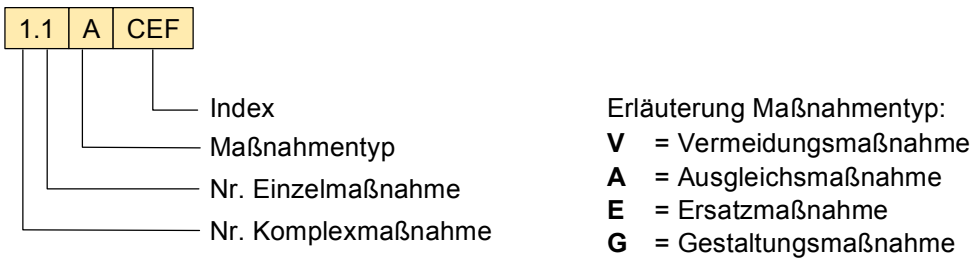 1.1 A CEF
Index
Maßnahmentyp
Nr. Einzelmaßnahme
Nr. Komplexmaßnahme
Erläuterung Maßnahmentyp:
V = Vermeidungsmaßnahme
A = Ausgleichsmaßnahme
E = Ersatzmaßnahme
G = Gestaltungsmaßnahme